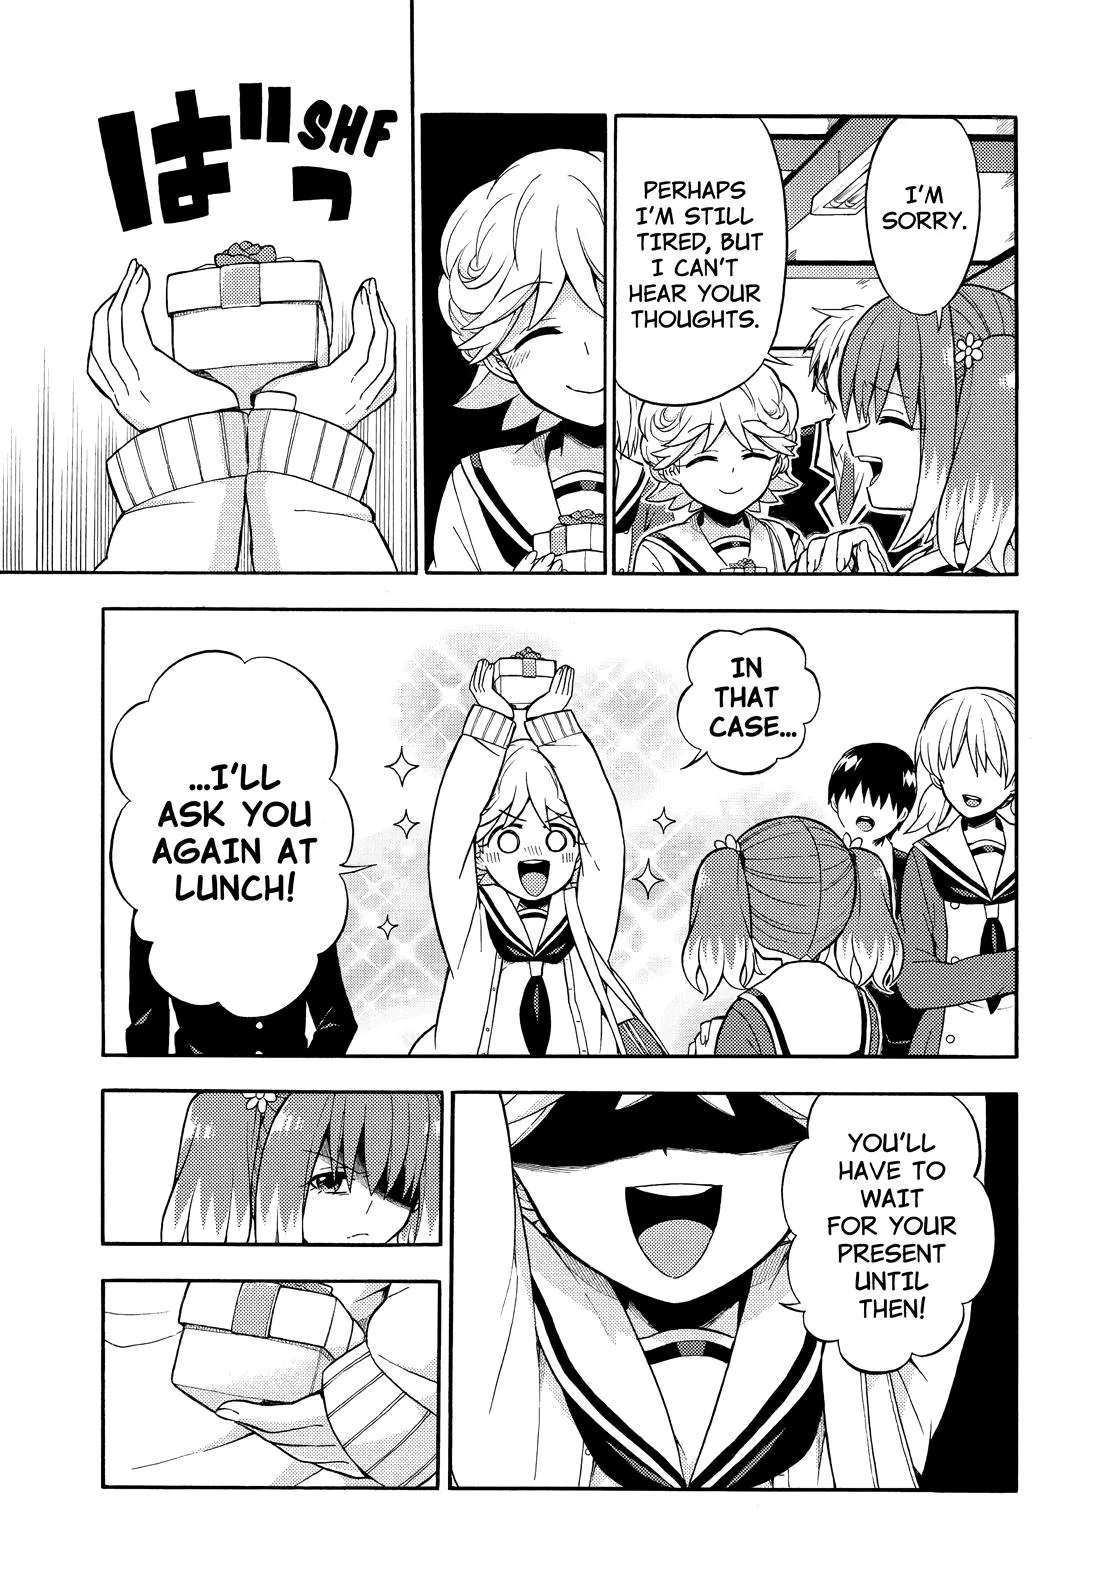 I'M
SORRY.
PERHAPS
I'M STILL
TIRED, BUT
I CAN'T
HEAR YOUR
THOUGHTS.
ばっ
SHF
IN
THAT
CASE...
...I'LL
ASK YOU
AGAIN AT
LUNCH!
YOU'LL
HAVE TO
WAIT
FOR YOUR
PRESENT
UNTIL
THEN!